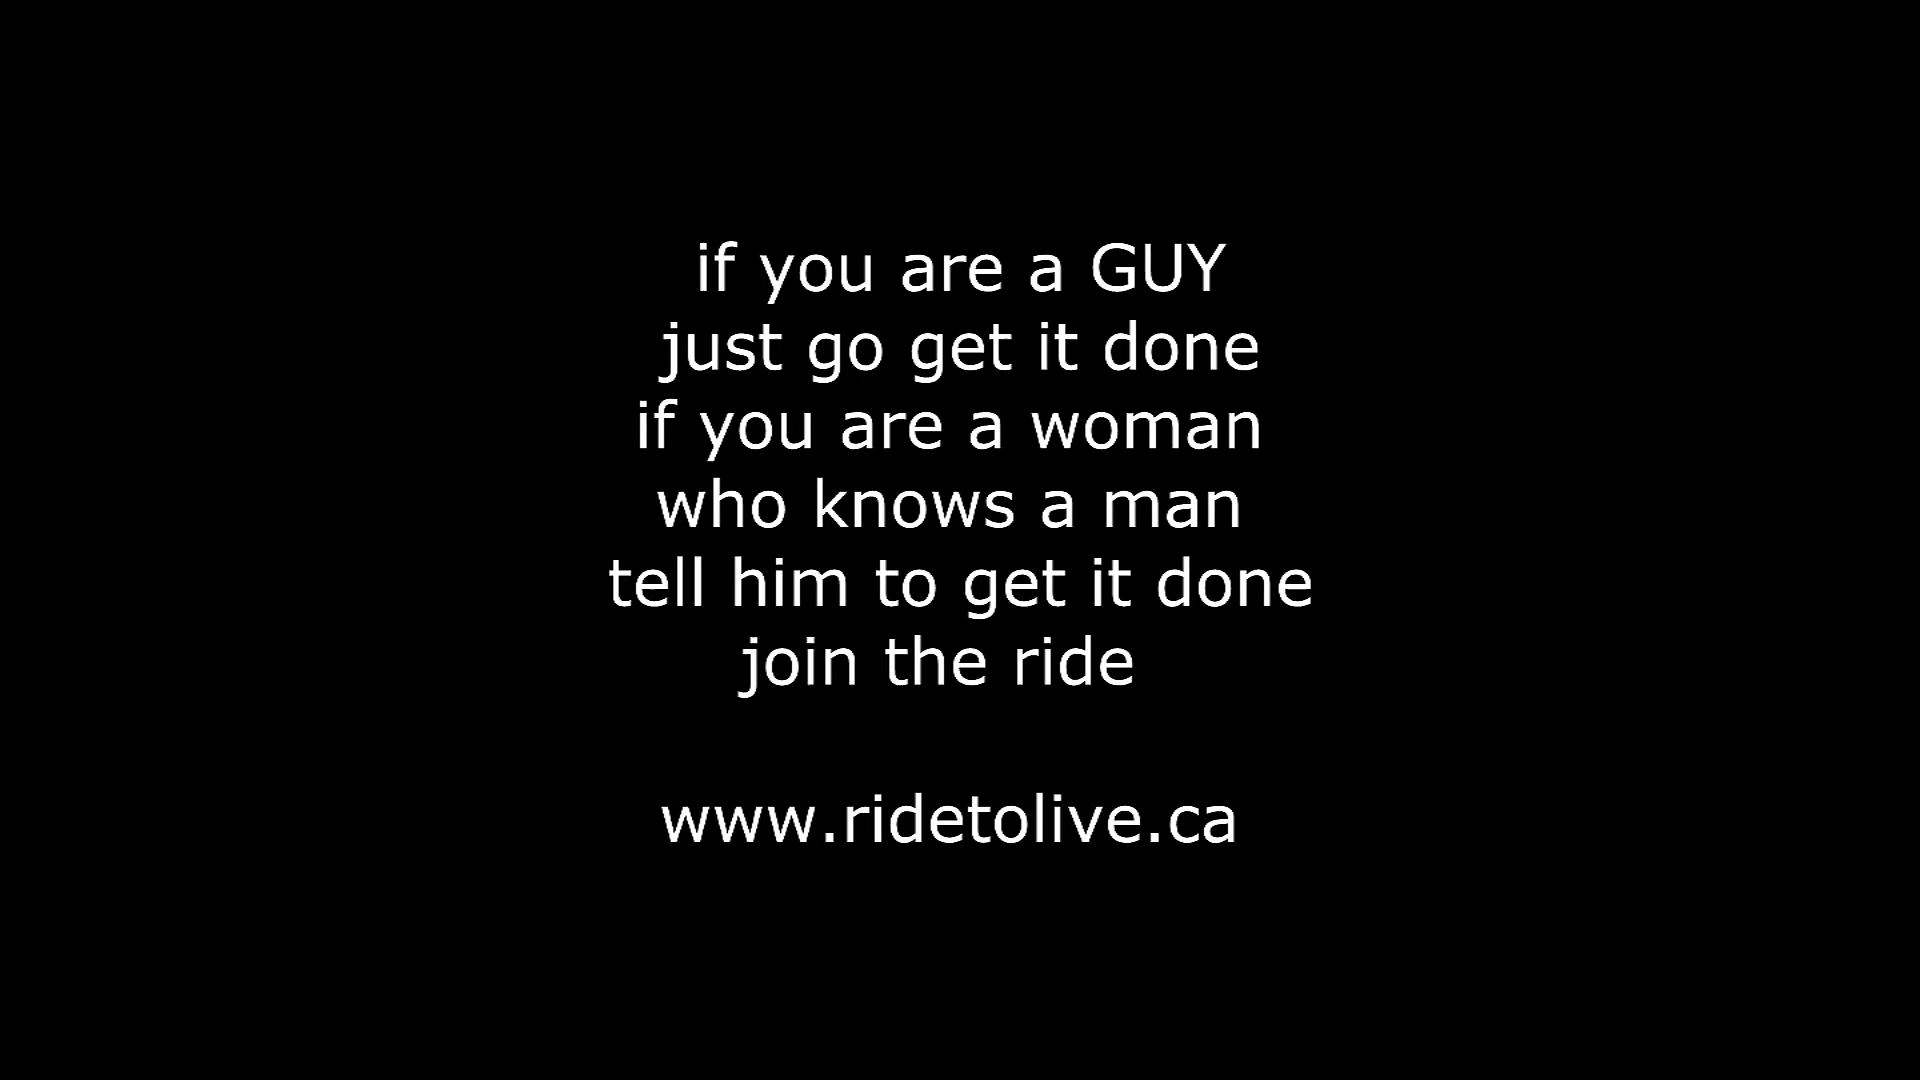 if you are a GUY
just go get it done
if you are a woman
who knows a man
tell him to get it done
join the ride
www.ridetolive.ca